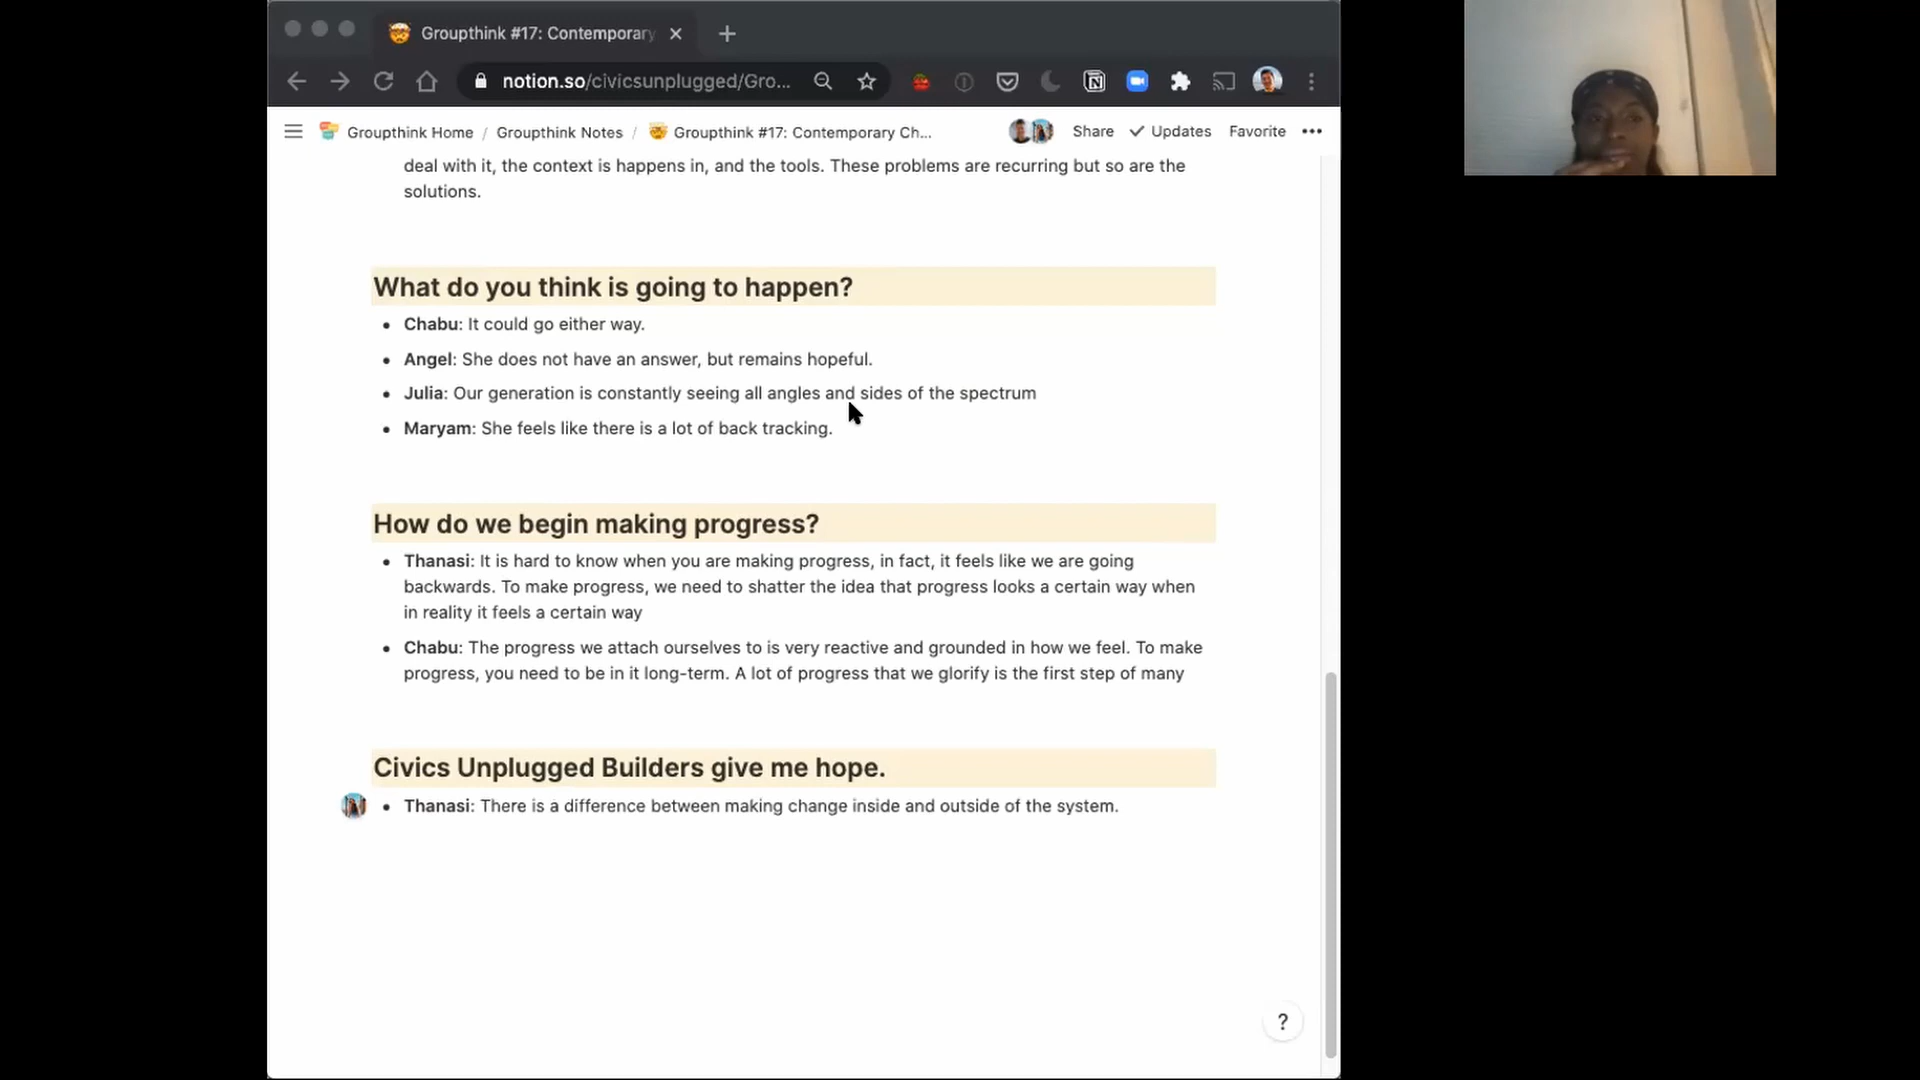 Groupthink #17: Contemporary
notion.so/civicsunplugged/Gro...
Groupthink Home / Groupthink Notes / Groupthink #17: Contemporary Ch...
Share Updates Favorite
deal with it, the context is happens in, and the tools. These problems are recurring but so are the
solutions.
What do you think is going to happen?
• Chabu: It could go either way.
• Angel: She does not have an answer, but remains hopeful.
• Julia: Our generation is constantly seeing all angles and sides of the spectrum
• Maryam: She feels like there is a lot of back tracking.
How do we begin making progress?
• Thanasi: It is hard to know when you are making progress, in fact, it feels like we are going
backwards. To make progress, we need to shatter the idea that progress looks a certain way when
in reality it feels a certain way
• Chabu: The progress we attach ourselves to is very reactive and grounded in how we feel. To make
progress, you need to be in it long-term. A lot of progress that we glorify is the first step of many
Civics Unplugged Builders give me hope.
• Thanasi: There is a difference between making change inside and outside of the system.
?